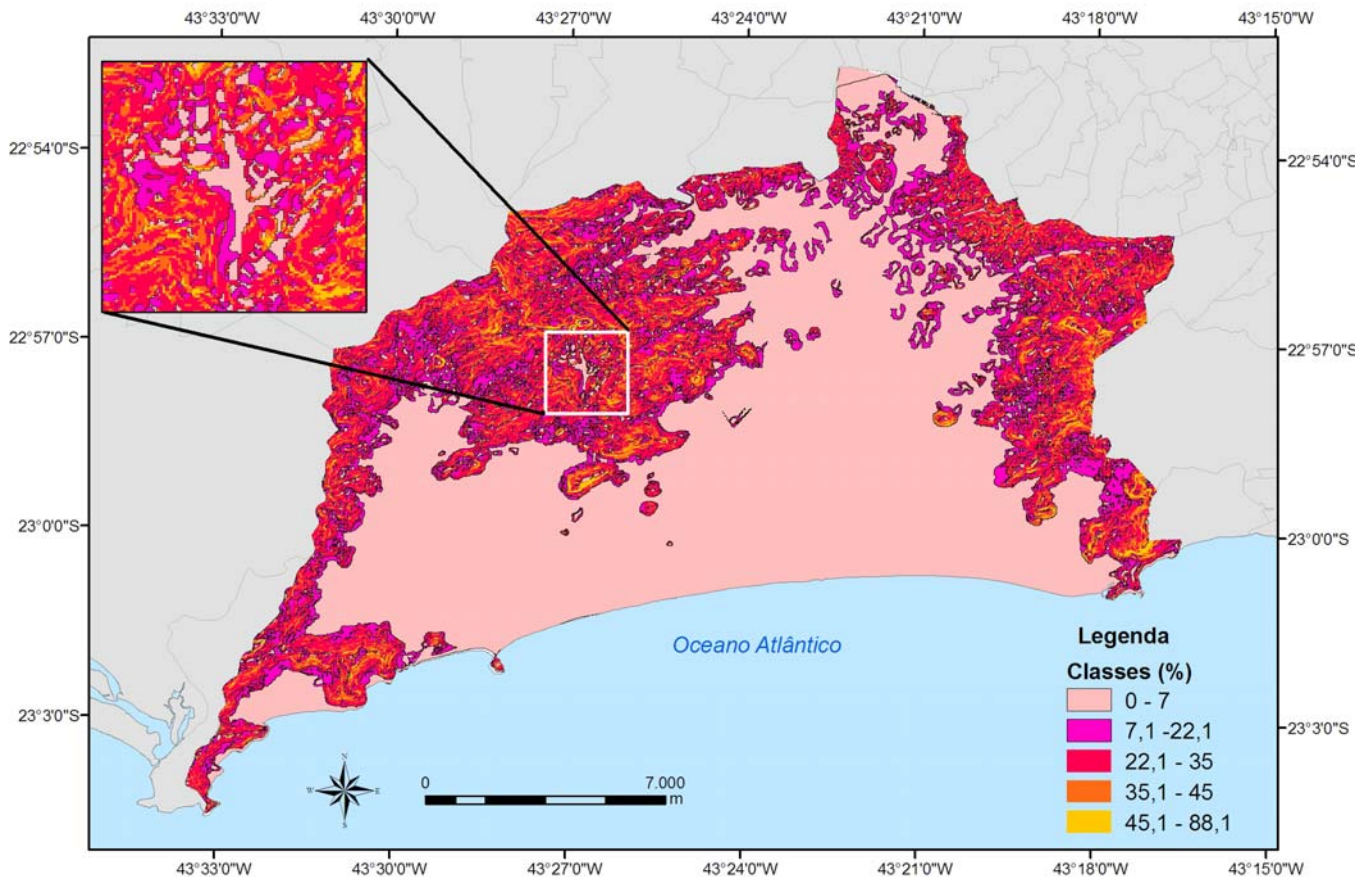 43°33'0"W 43°30'0"W 43°27'0"W 43°24'0"W 43°21'0"W 43°18'0"W 43°15'0"W
22°54'0"S 22°54'0"S
22°57'0"S 22°57'0"S
23°0'0"S 23°0'0"S
Oceano Atlântico
Legenda
Classes (%)
0 - 7
7,1 -22,1
23°30'0"S 23°3'0"S
22,1 - 35
N
W E
S
0 7.000
m
35,1 - 45
45,1 - 88,1
43°33'0"W 43°30'0"W 43°27'0"W 43°24'0"W 43°21'0"W 43°18'0"W 43°15'0"W